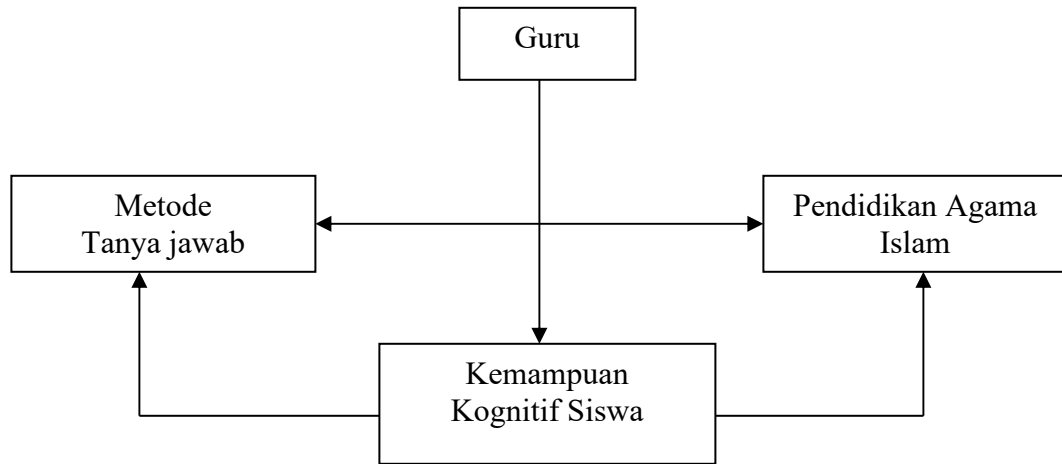 Guru
Metode
Tanya jawab
Pendidikan Agama
Islam
Kemampuan
Kognitif Siswa